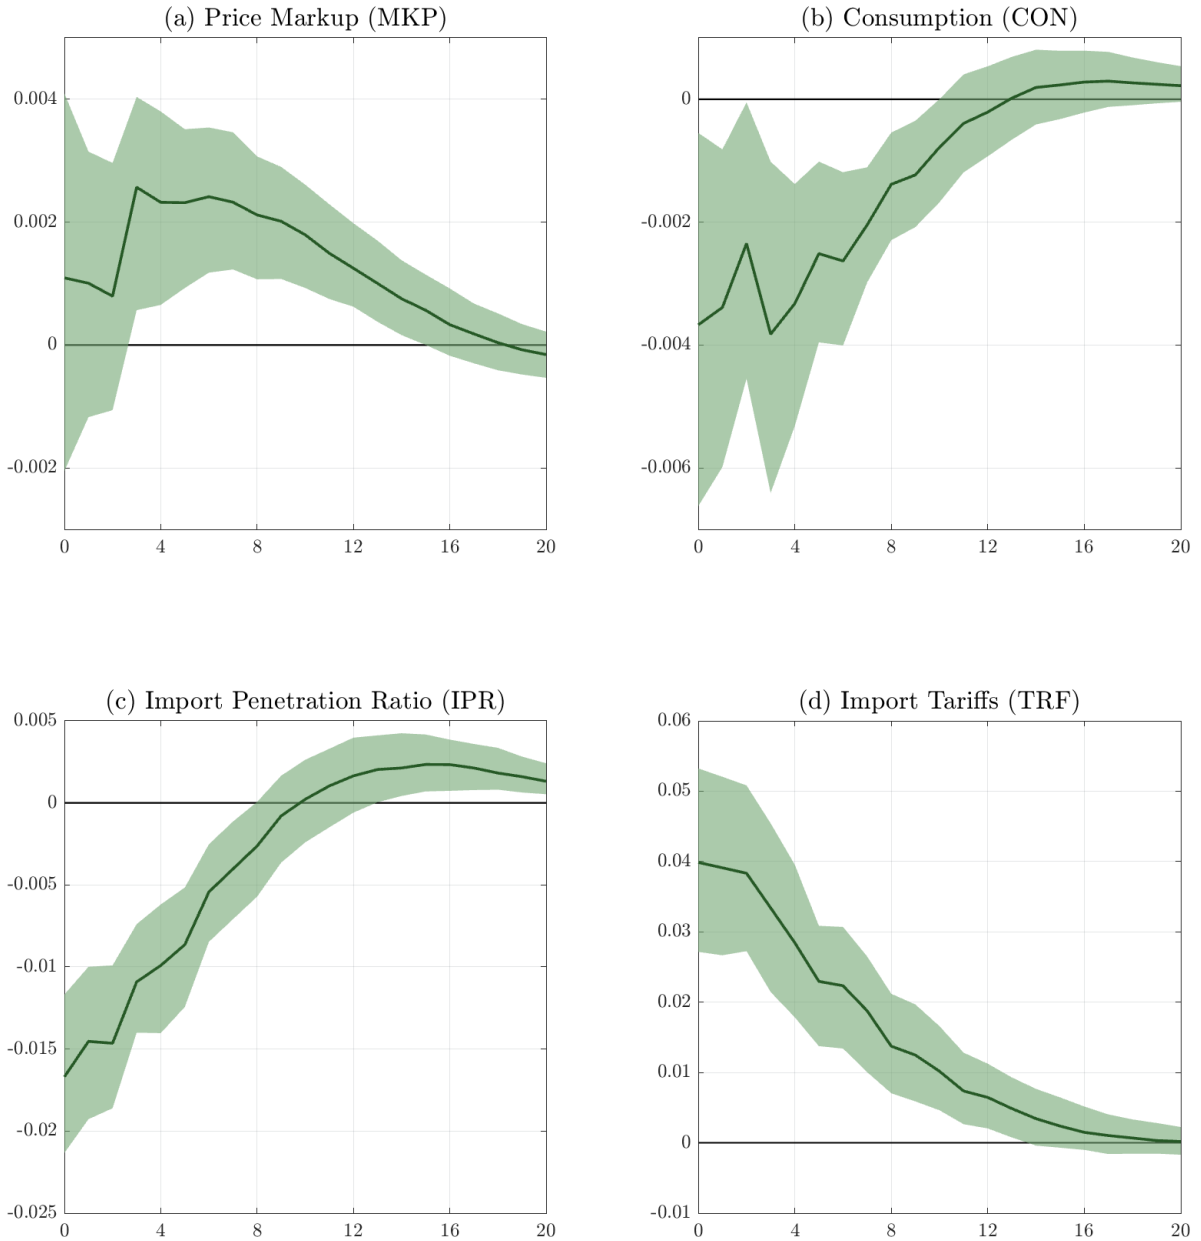 (a) Price Markup (MKP)
0.004
0.002
0
-0.002
0 4 8 12 16 20
(b) Consumption (CON)
0
-0.002
-0.004
-0.006
0 4 8 12 16 20
(c) Import Penetration Ratio (IPR)
0.005
0
-0.005
-0.01
-0.015
-0.02
-0.025
0 4 8 12 16 20
(d) Import Tariffs (TRF)
0.06
0.05
0.04
0.03
0.02
0.01
0
-0.01
0 4 8 12 16 20